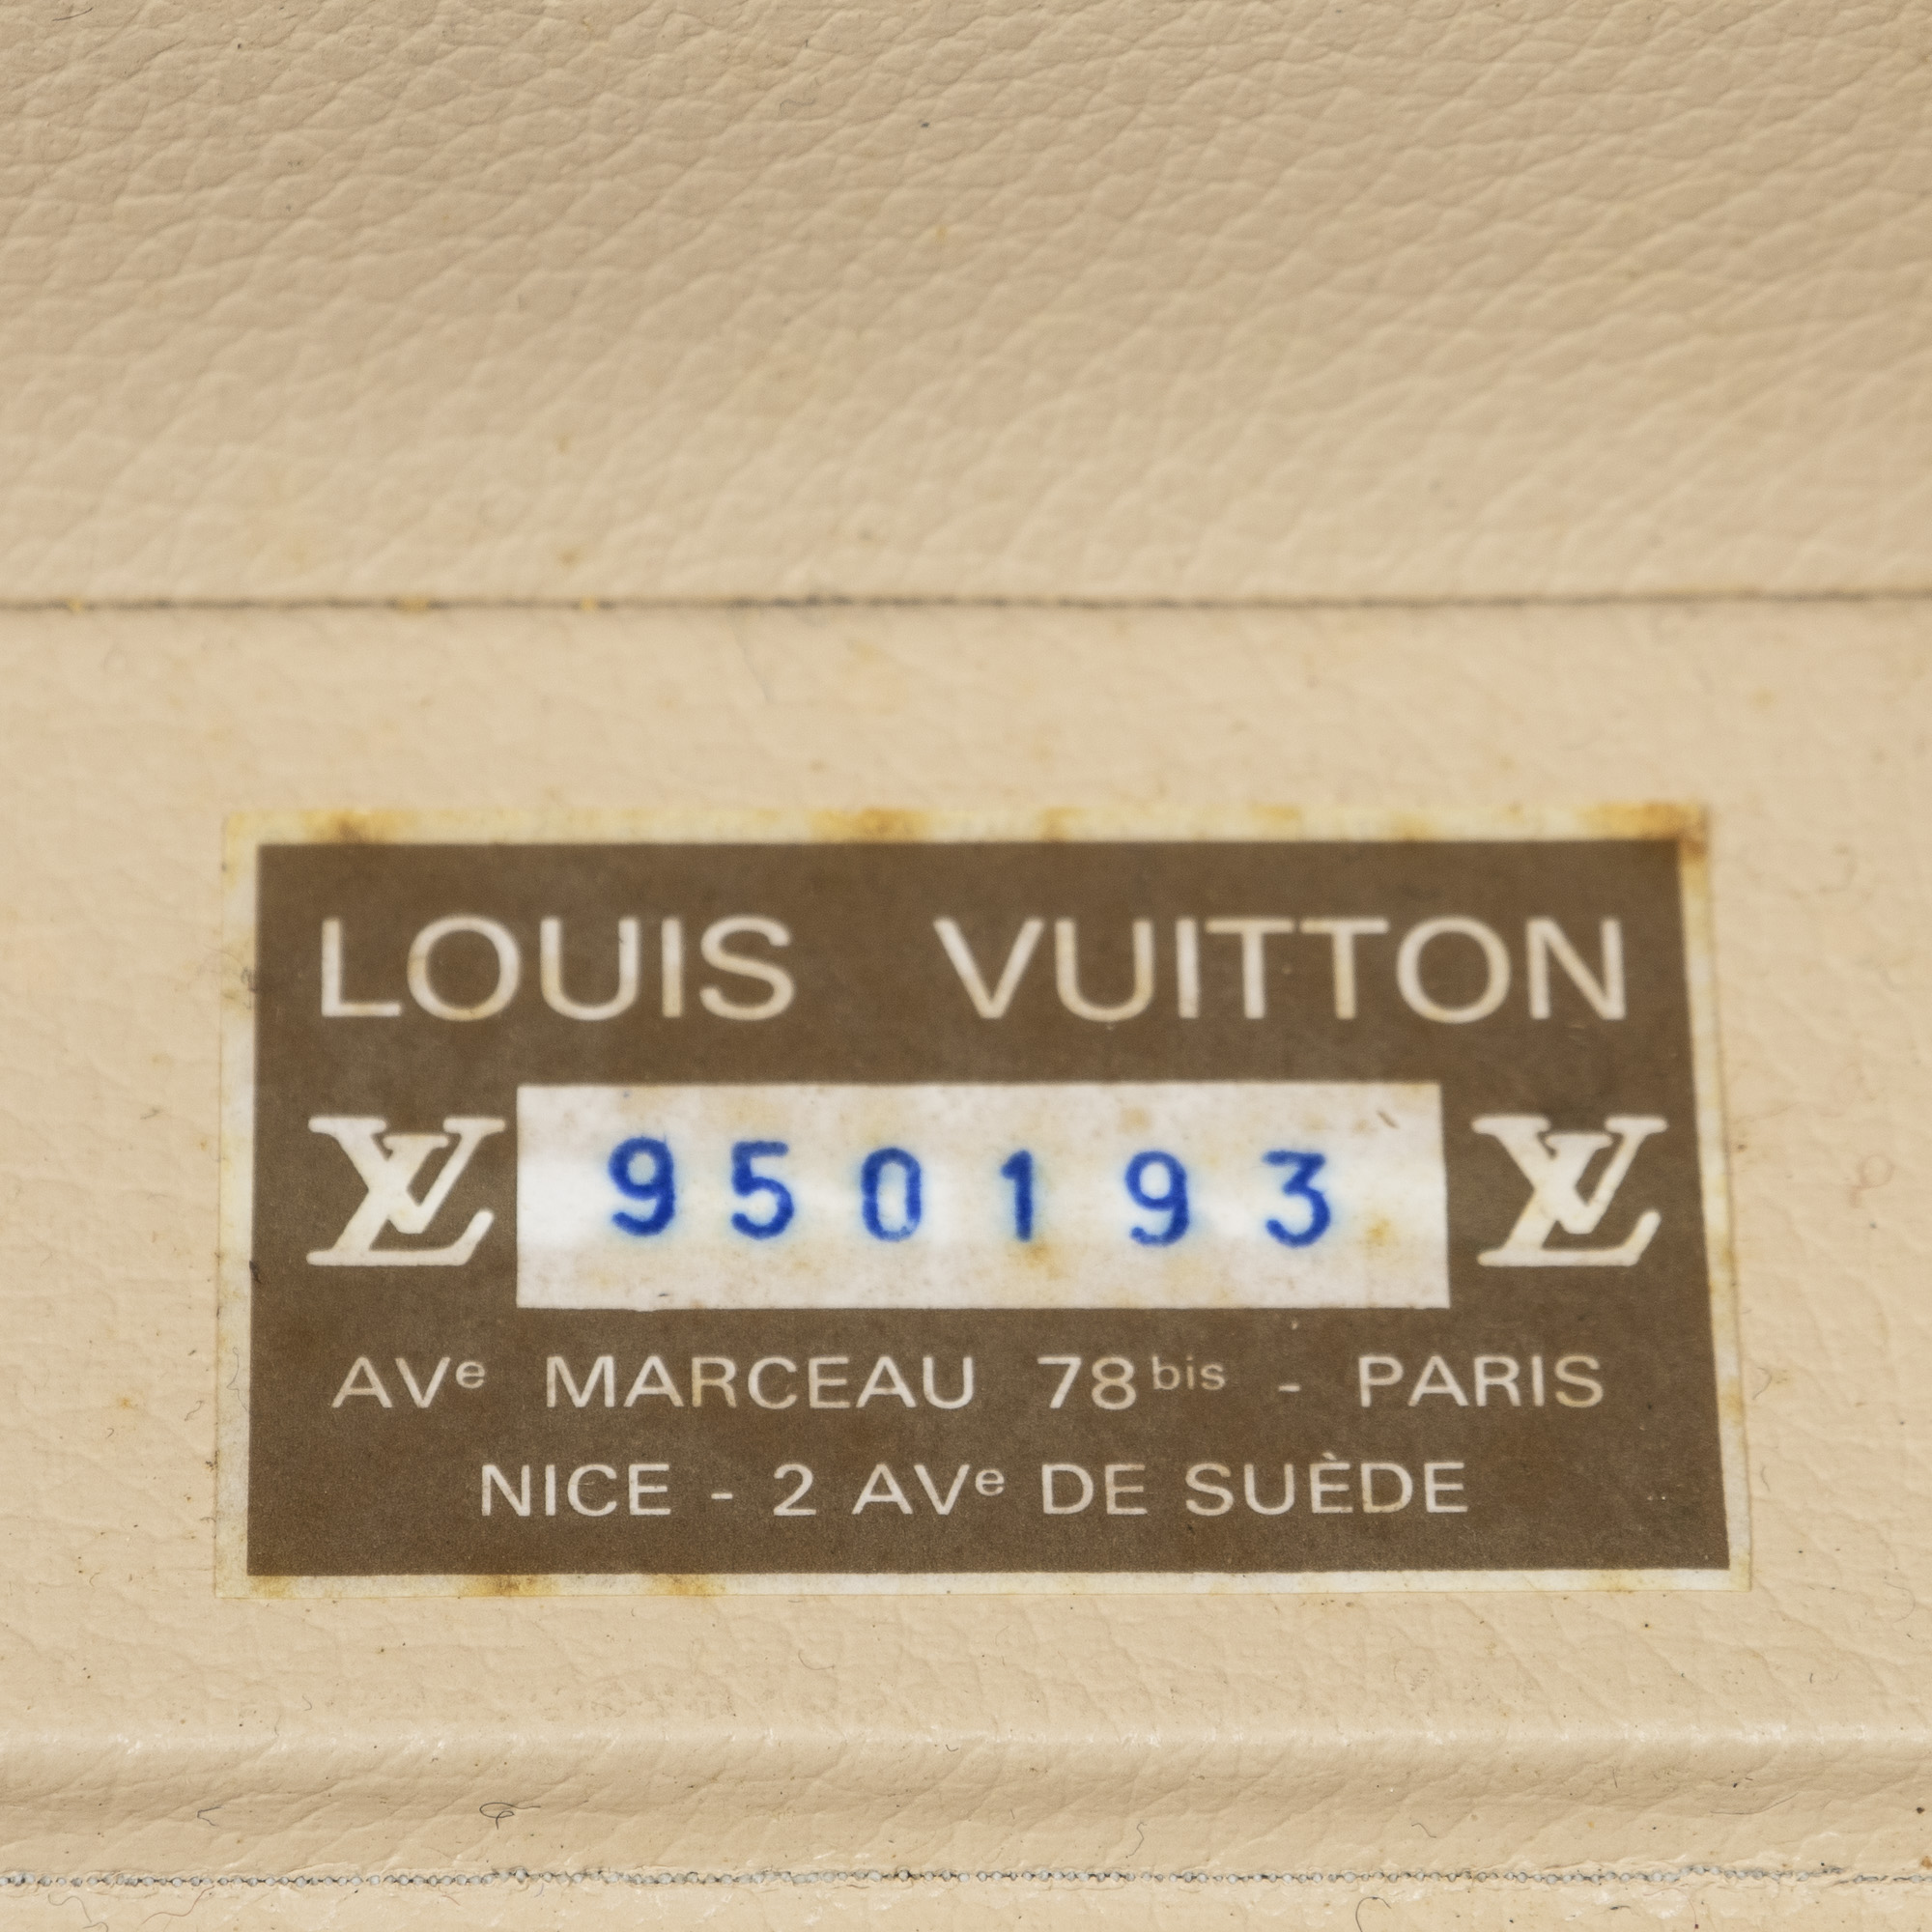 LOUIS VUITTON
LV 950193 LV
AVe MARCEAU 78bis - PARIS
NICE - 2 AVe DE SUÈDE